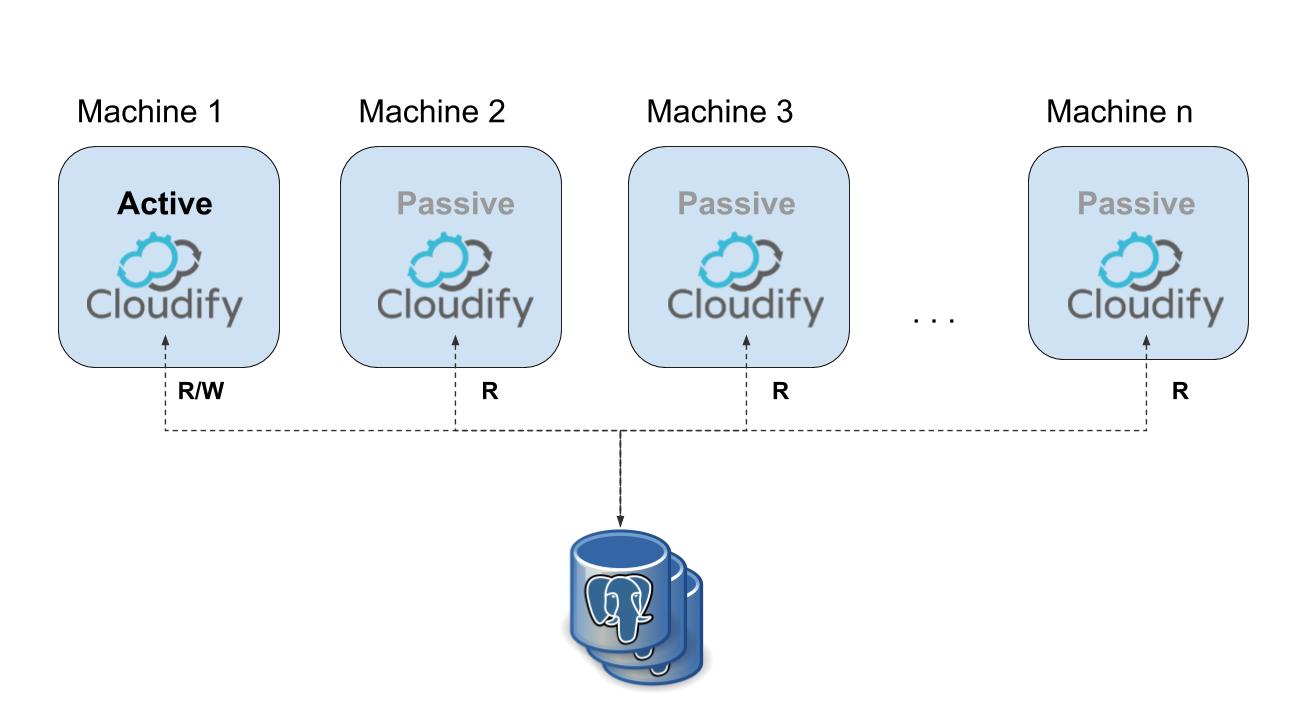 Machine 1
Machine 2
Machine 3
Machine n
Active
Passive
Passive
Passive
Cloudify
Cloudify
Cloudify
Cloudify
. . .
R/W
R
R
R